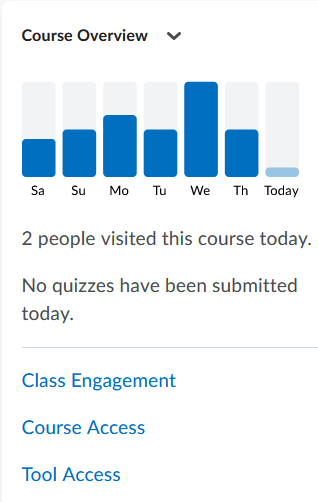 Course Overview
Sa Su Mo Tu We Th Today
2 people visited this course today.
No quizzes have been submitted
today.
Class Engagement
Course Access
Tool Access